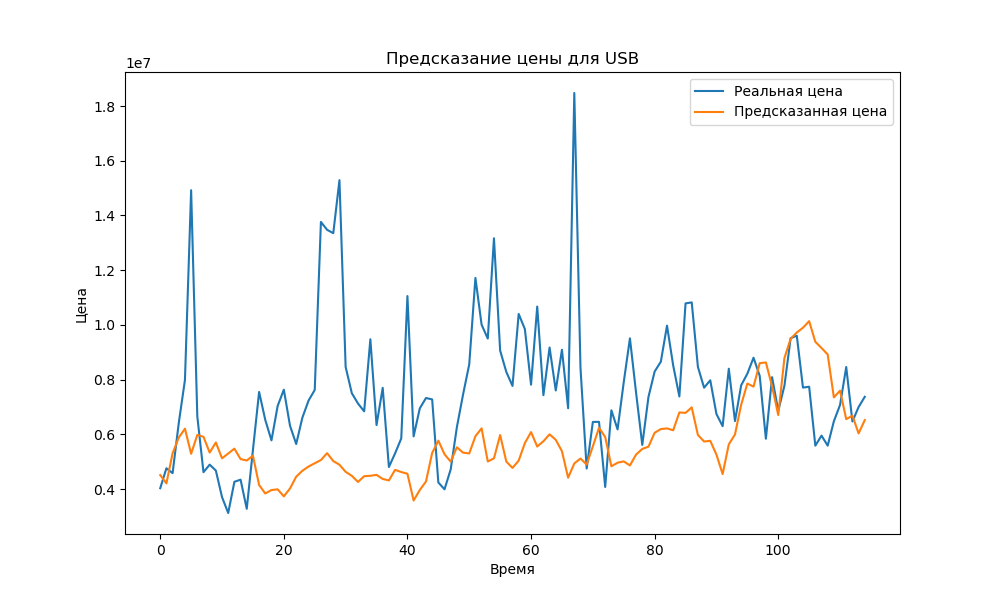 Предсказание цены для USB
1e7
Реальная цена
Предсказанная цена
1.8
1.6
1.4
1.2
1.0
0.8
0.6
0.4
Цена
0 20 40 60 80 100
Время